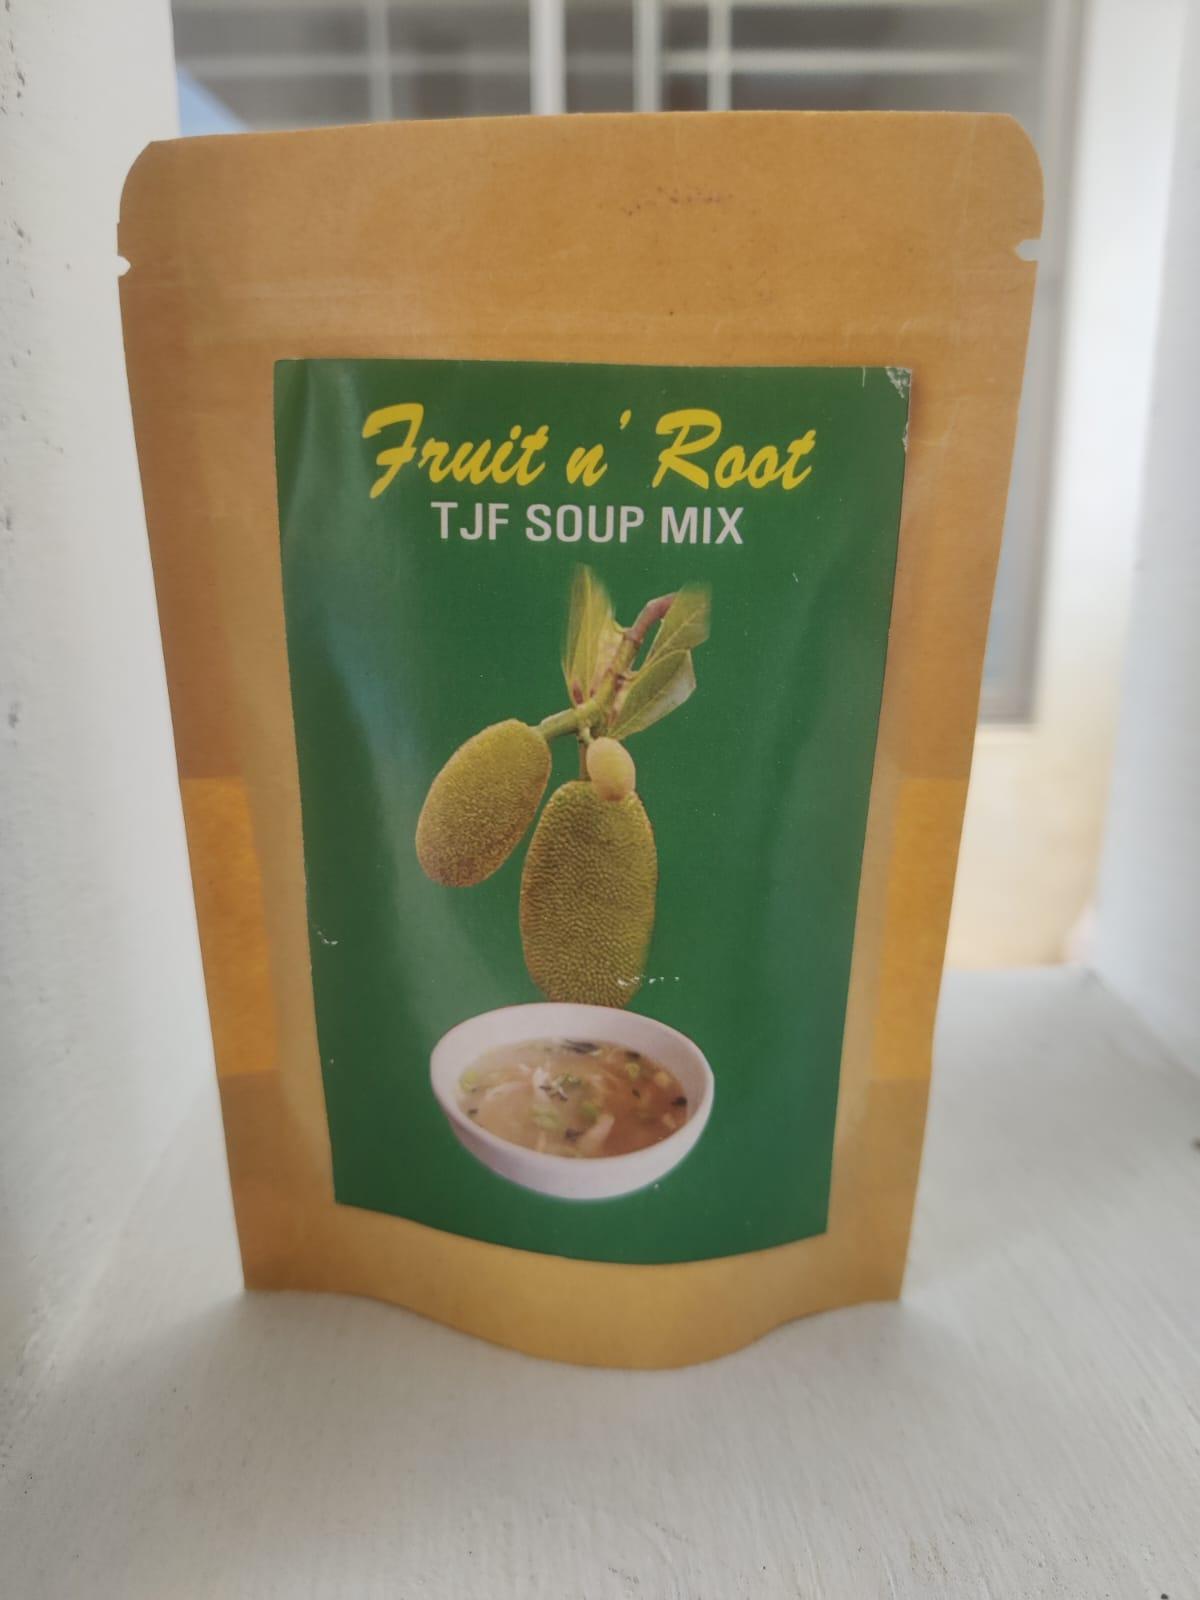 Fruit n' Root
TJF SOUP MIX